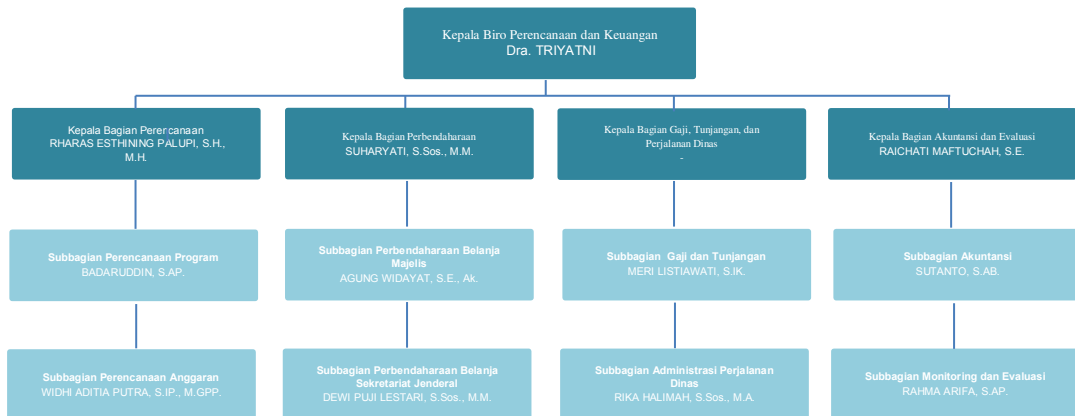 Kepala Biro Perencanaan dan Keuangan
Dra. TRIYATNI
Kepala Bagian Perencanaan
RHARAS ESTHINING PALUPI, S.H.,
M.H.
Kepala Bagian Perbendaharaan
SUHARYATI, S.Sos., M.M.
Kepala Bagian Gaji, Tunjangan, dan
Perjalanan Dinas
-
Kepala Bagian Akuntansi dan Evaluasi
RAICHATI MAFTUCHAH, S.E.
Subbagian Perencanaan Program
BADARUDDIN, S.AP.
Subbagian Perbendaharaan Belanja
Majelis
AGUNG WIDAYAT, S.E., Ak.
Subbagian Gaji dan Tunjangan
MERI LISTIAWATI, S.IK.
Subbagian Akuntansi
SUTANTO, S.AB.
Subbagian Perencanaan Anggaran
WIDHI ADITIA PUTRA, S.IP., M.GPP.
Subbagian Perbendaharaan Belanja
Sekretariat Jenderal
DEWI PUJI LESTARI, S.Sos., M.M.
Subbagian Administrasi Perjalanan
Dinas
RIKA HALIMAH, S.Sos., M.A.
Subbagian Monitoring dan Evaluasi
RAHMA ARIFA, S.AP.